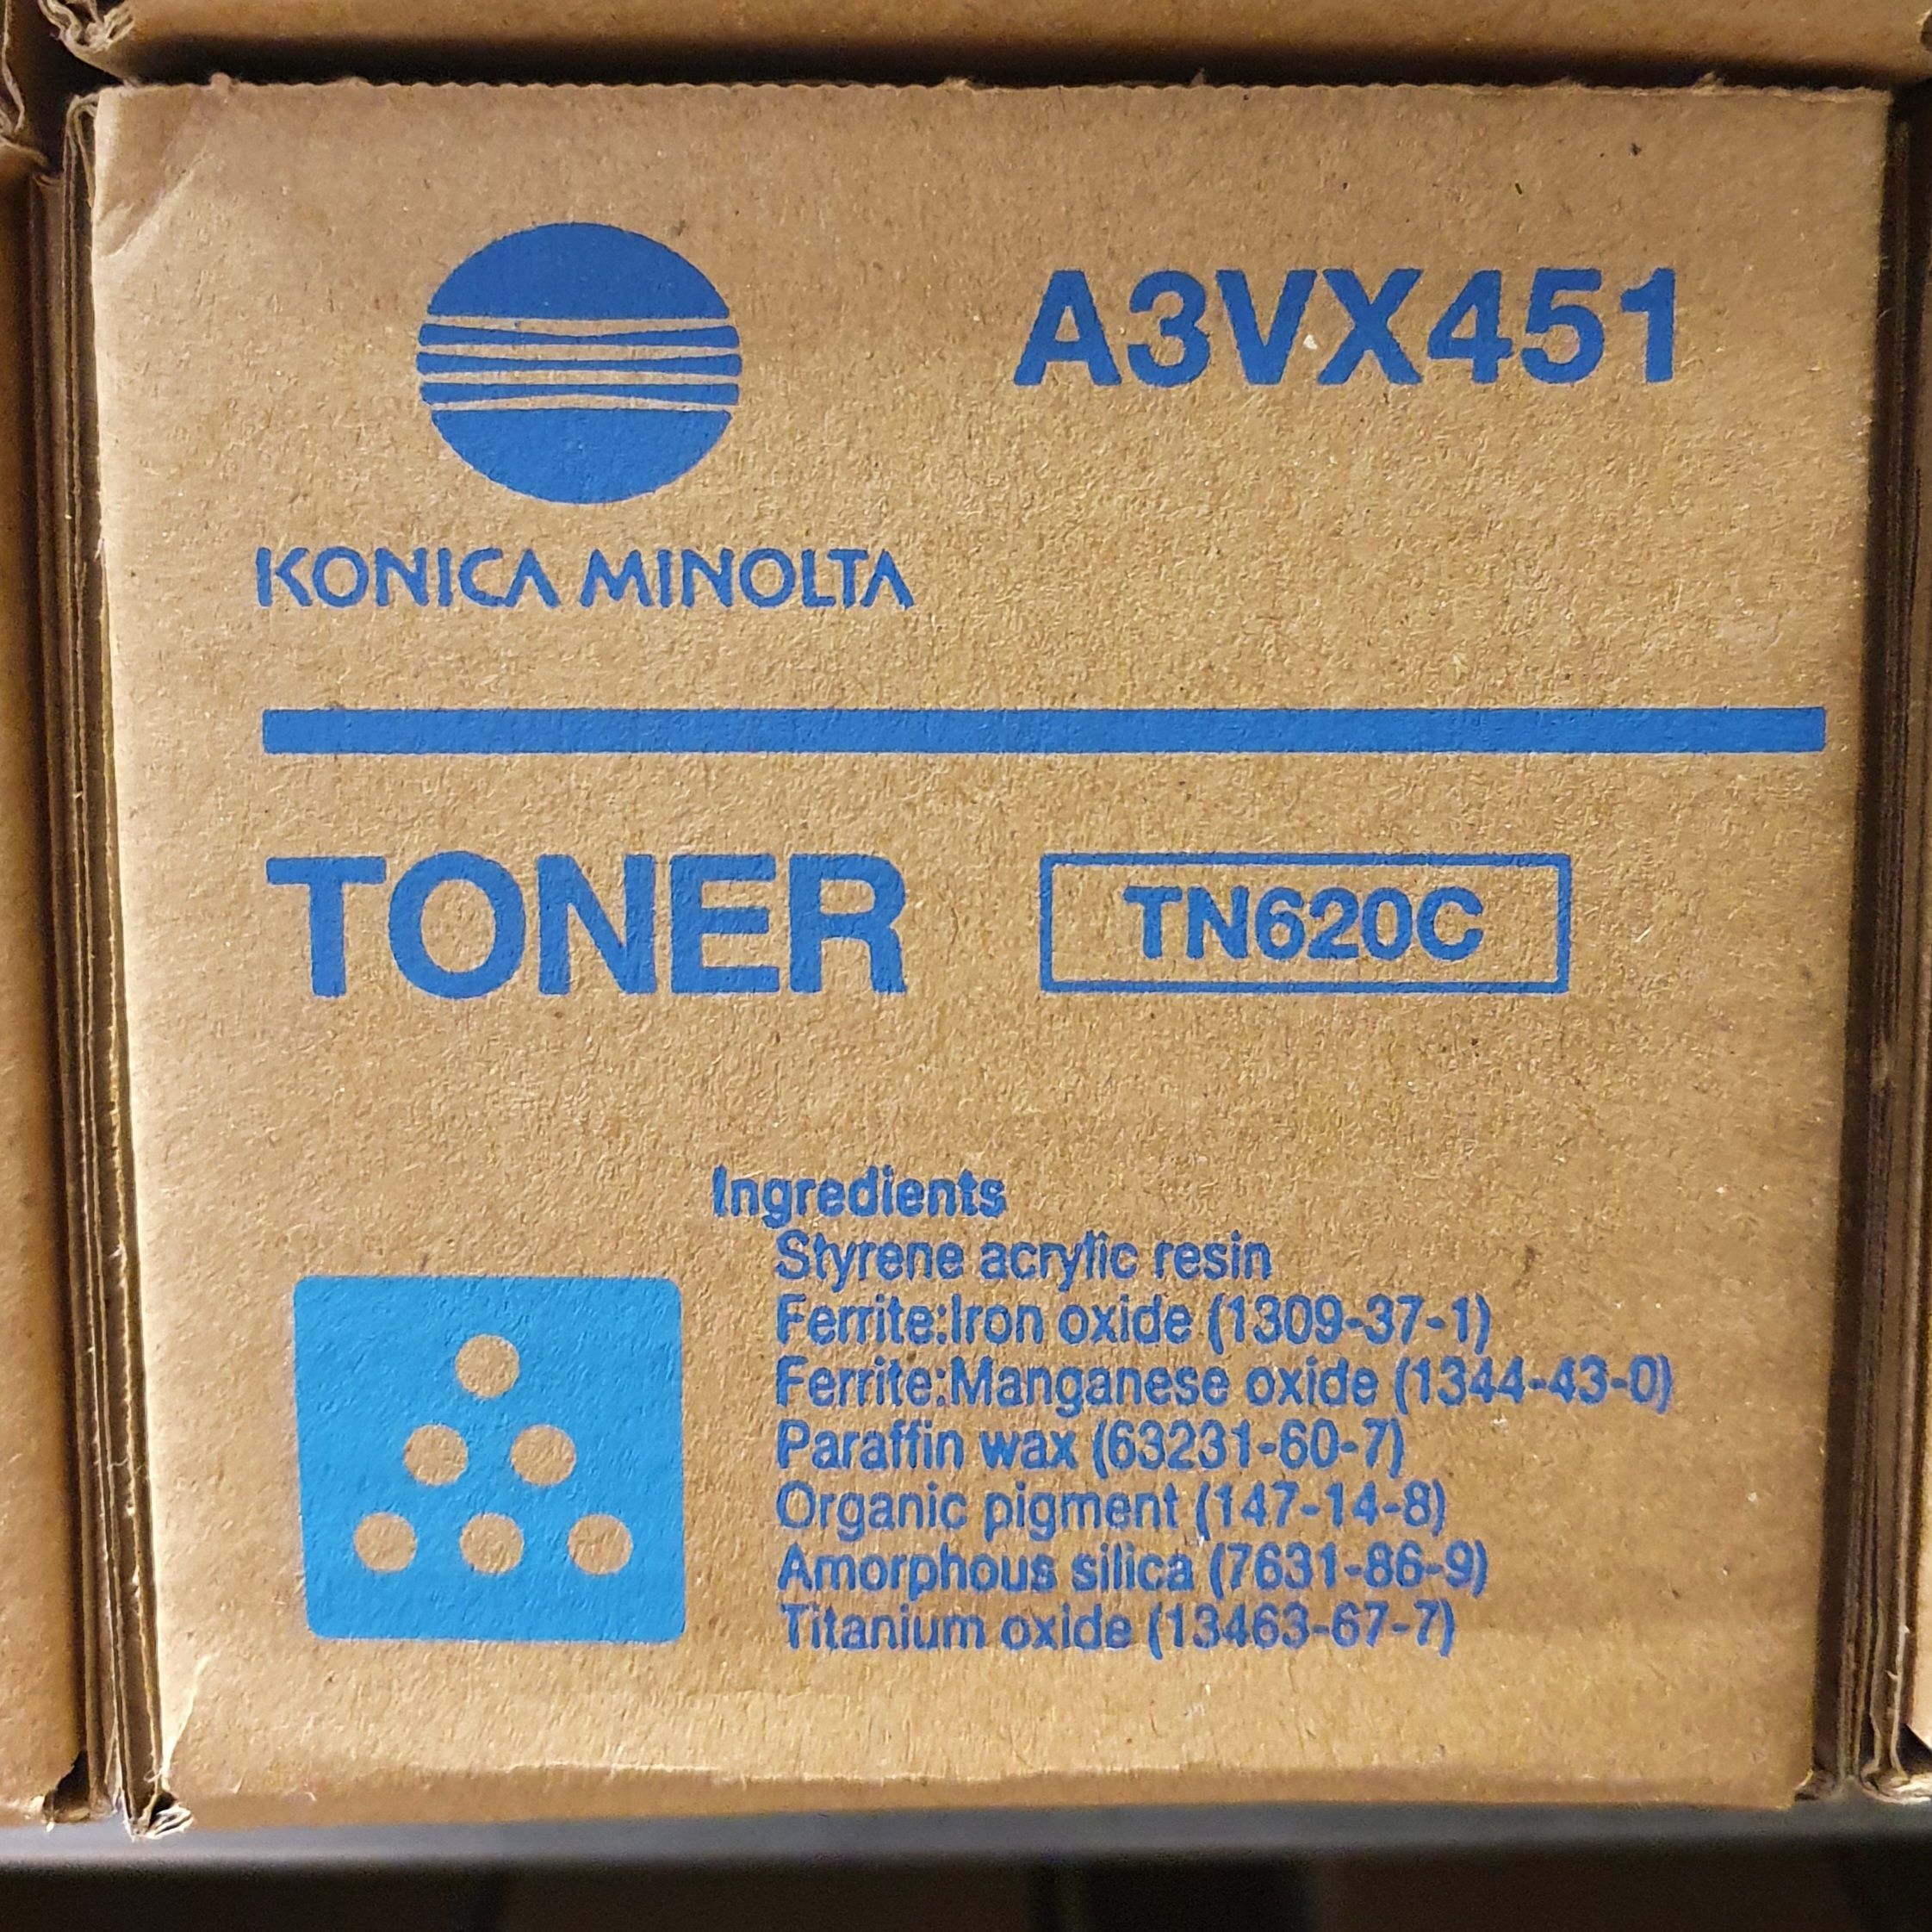 A3VX451
KONICA MINOLTA
TONER
TN620C
Ingredients
Styrene acrylic resin
Ferrite:Iron oxide (1309-37-1)
Ferrite:Manganese oxide (1344-43-0)
Paraffin wax (63231-60-7)
Organic pigment (147-14-8)
Amorphous silica (7631-86-9)
Titanium oxide (13463-67-7)